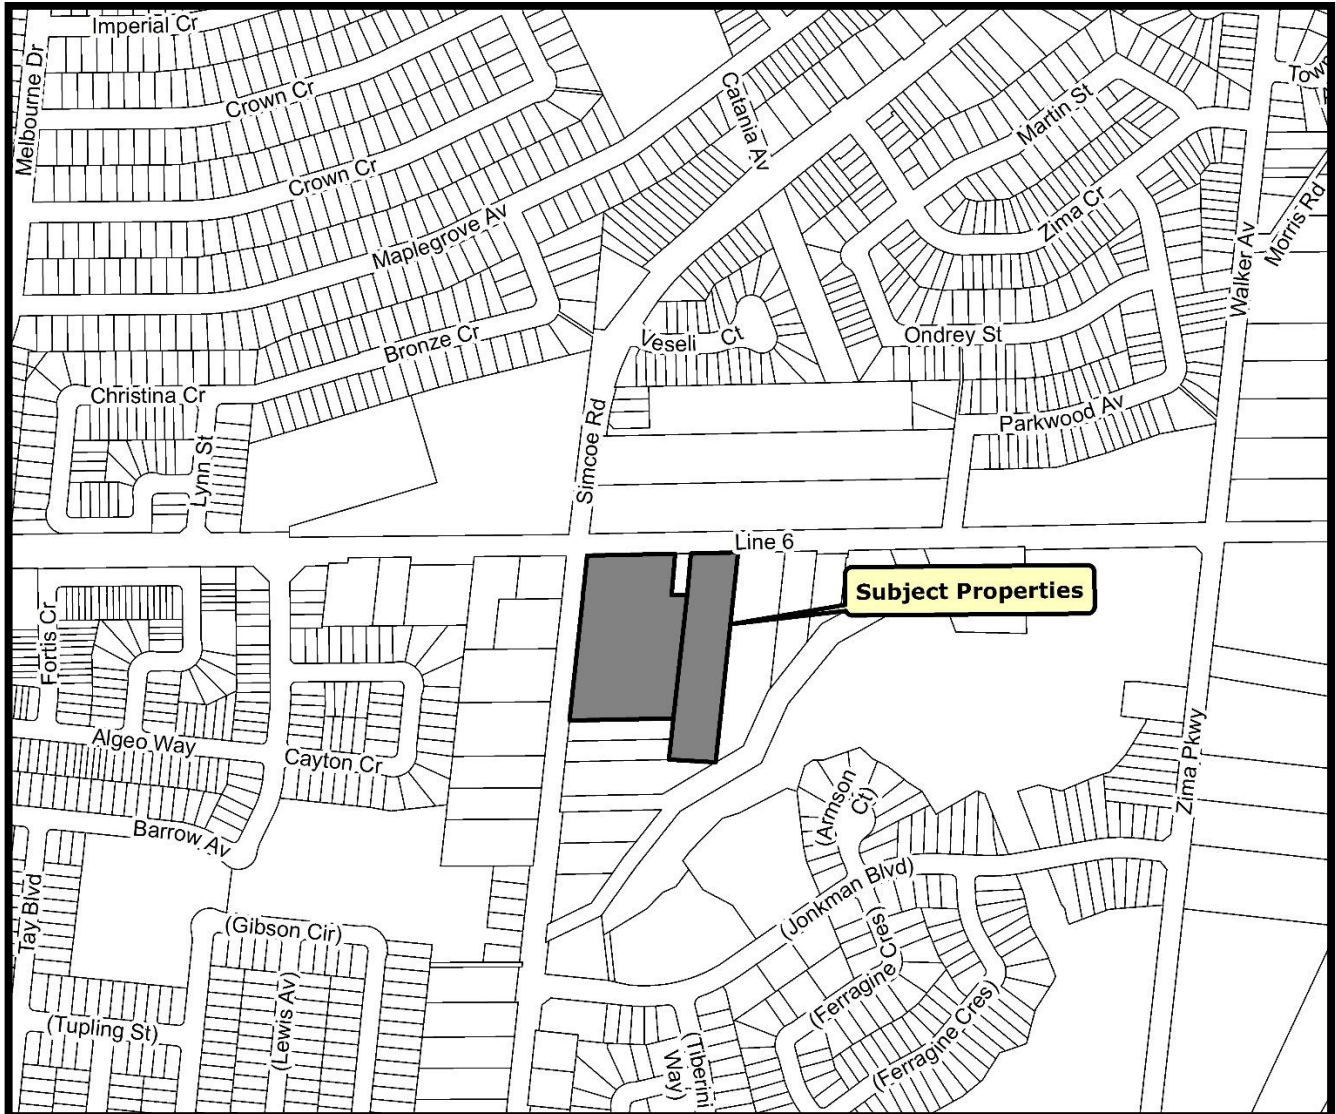 Imperial Cr
Melbourne Dr
Crown Cr
Crown Cr
Maplegrove Av
Bronze Cr
Christina Cr
Lynn St
Catania Av
Martin St
Zima Cr
Town
Morris Rd
Walker Av
Veseli Ct
Ondrey St
Parkwood Av
Simcoe Rd
Line 6
Subject Properties
Fortis Cr
Algeo Way
Cayton Cr
Barrow Av
Tay Blvd
(Gibson Cir)
(Lewis Av)
(Tupling St)
Zima Pkwy
(Armson
Ct)
(Jonkman Blvd)
(Ferragine
Cres)
(Ferragine Cres)
(Tiberini
Way)